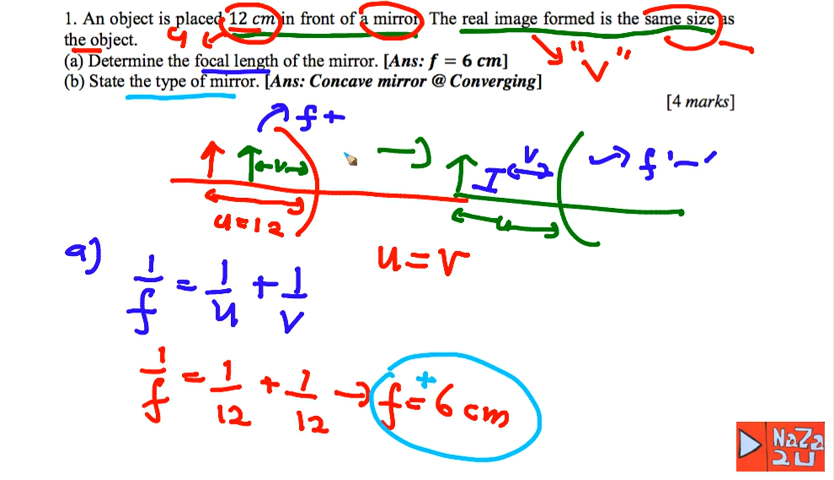 1. An object is placed 12 cm in front of a mirror. The real image formed is the same size as
the object.
u "V"
(a) Determine the focal length of the mirror. [Ans: f = 6 cm]
(b) State the type of mirror. [Ans: Concave mirror @ Converging]
[4 marks]
f +
v
I v f '-'
u = 12
u
u = v
a)
1/f = 1/u + 1/v
1/f = 1/12 + 1/12 → f = + 6 cm
NaZa
2U